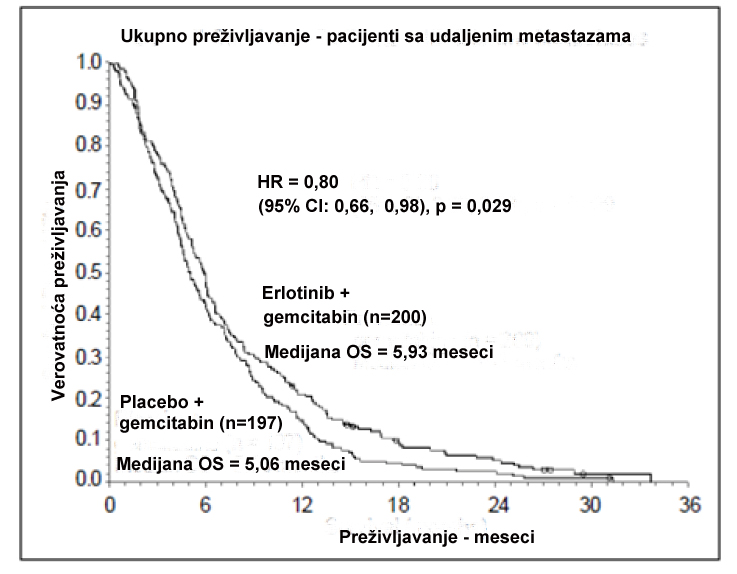 Ukupno preživljavanje - pacijenti sa udaljenim metastazama
Verovatnoća preživljavanja
1.0
0.9
0.8
0.7
0.6
0.5
0.4
0.3
0.2
0.1
0.0
HR = 0,80
(95% CI: 0,66, 0,98), p = 0,029
Erlotinib +
gemcitabin (n=200)
Medijana OS = 5,93 meseci
Placebo +
gemcitabin (n=197)
Medijana OS = 5,06 meseci
0 6 12 18 24 30 36
Preživljavanje - meseci